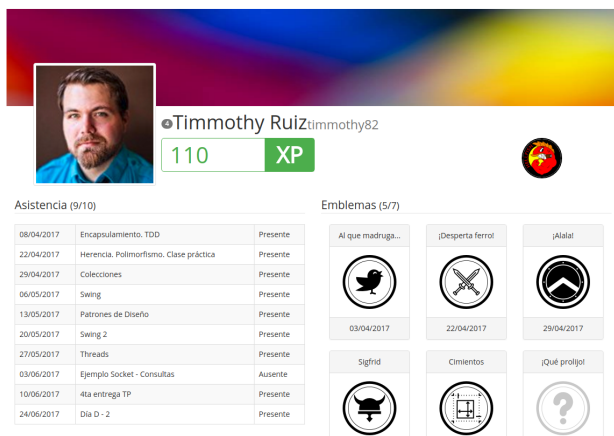 Timmothy Ruiz timmothy82
110 XP
Asistencia (9/10)
08/04/2017 Encapsulamiento. TDD Presente
22/04/2017 Herencia. Polimorfismo. Clase práctica Presente
29/04/2017 Colecciones Presente
06/05/2017 Swing Presente
13/05/2017 Patrones de Diseño Presente
20/05/2017 Swing 2 Presente
27/05/2017 Threads Presente
03/06/2017 Ejemplo Socket - Consultas Ausente
10/06/2017 4ta entrega TP Presente
24/06/2017 Día D - 2 Presente
Emblemas (5/7)
Al que madruga... ¡Desperta ferro! ¡Alala!
03/04/2017 22/04/2017 29/04/2017
Sigfrid Cimientos ¡Qué prolijo!
?